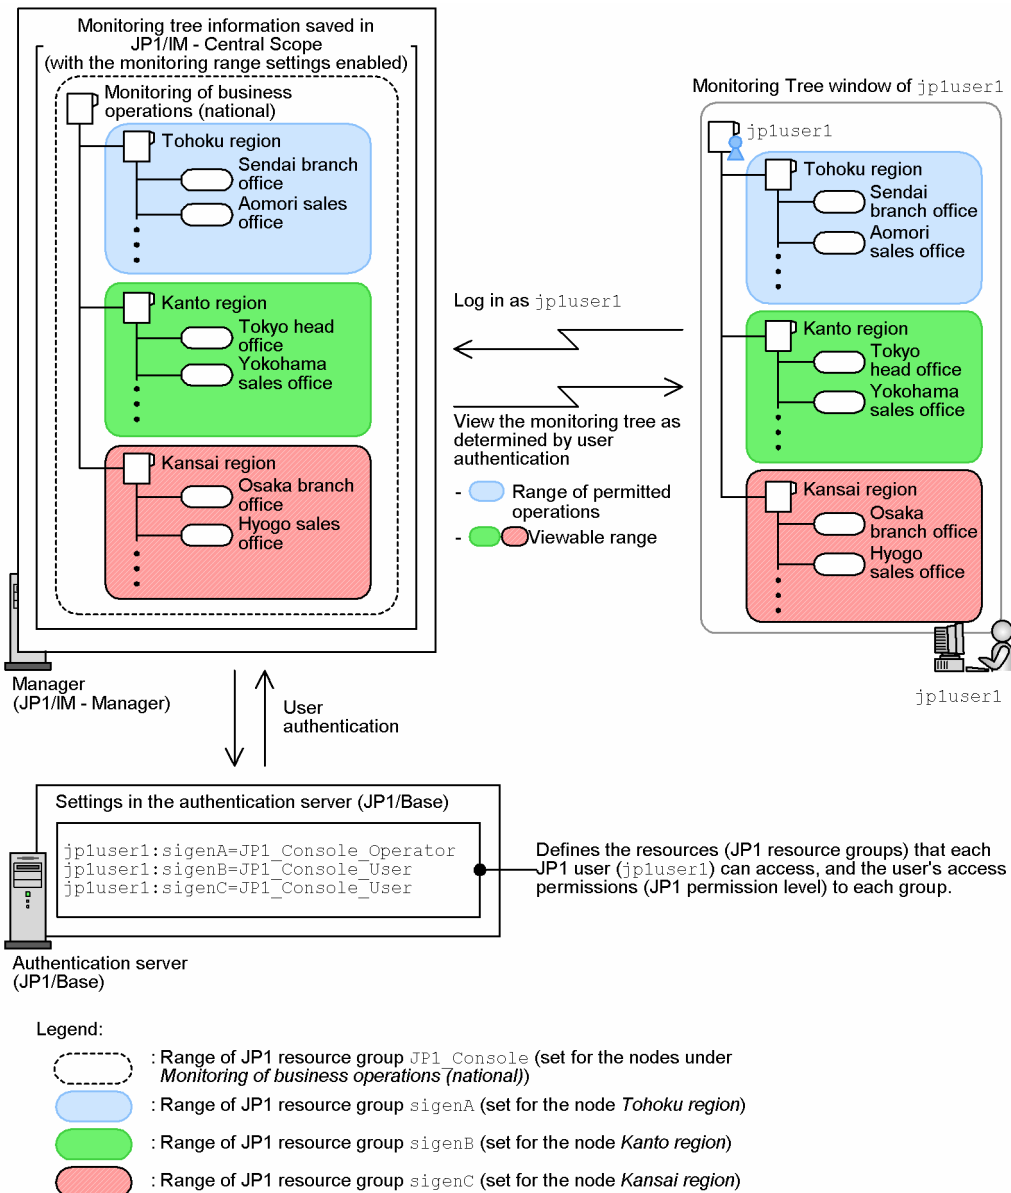 Monitoring tree information saved in
JP1/IM - Central Scope
(with the monitoring range settings enabled)
Monitoring of business
operations (national)
Tohoku region
Sendai branch
office
Aomori sales
office
Kanto region
Tokyo head
office
Yokohama
sales office
Kansai region
Osaka branch
office
Hyogo sales
office
Manager
(JP1/IM - Manager)
Log in as jp1user1
View the monitoring tree as
determined by user
authentication
- Range of permitted
operations
- Viewable range
Monitoring Tree window of jp1user1
jp1user1
Tohoku region
Sendai
branch office
Aomori
sales office
Kanto region
Tokyo
head office
Yokohama
sales office
Kansai region
Osaka
branch office
Hyogo
sales office
jp1user1
User
authentication
Settings in the authentication server (JP1/Base)
jp1user1:sigenA=JP1_Console_Operator
jp1user1:sigenB=JP1_Console_User
jp1user1:sigenC=JP1_Console_User
Defines the resources (JP1 resource groups) that each
JP1 user (jp1user1) can access, and the user's access
permissions (JP1 permission level) to each group.
Authentication server
(JP1/Base)
Legend:
: Range of JP1 resource group JP1_Console (set for the nodes under
Monitoring of business operations (national))
: Range of JP1 resource group sigenA (set for the node Tohoku region)
: Range of JP1 resource group sigenB (set for the node Kanto region)
: Range of JP1 resource group sigenC (set for the node Kansai region)